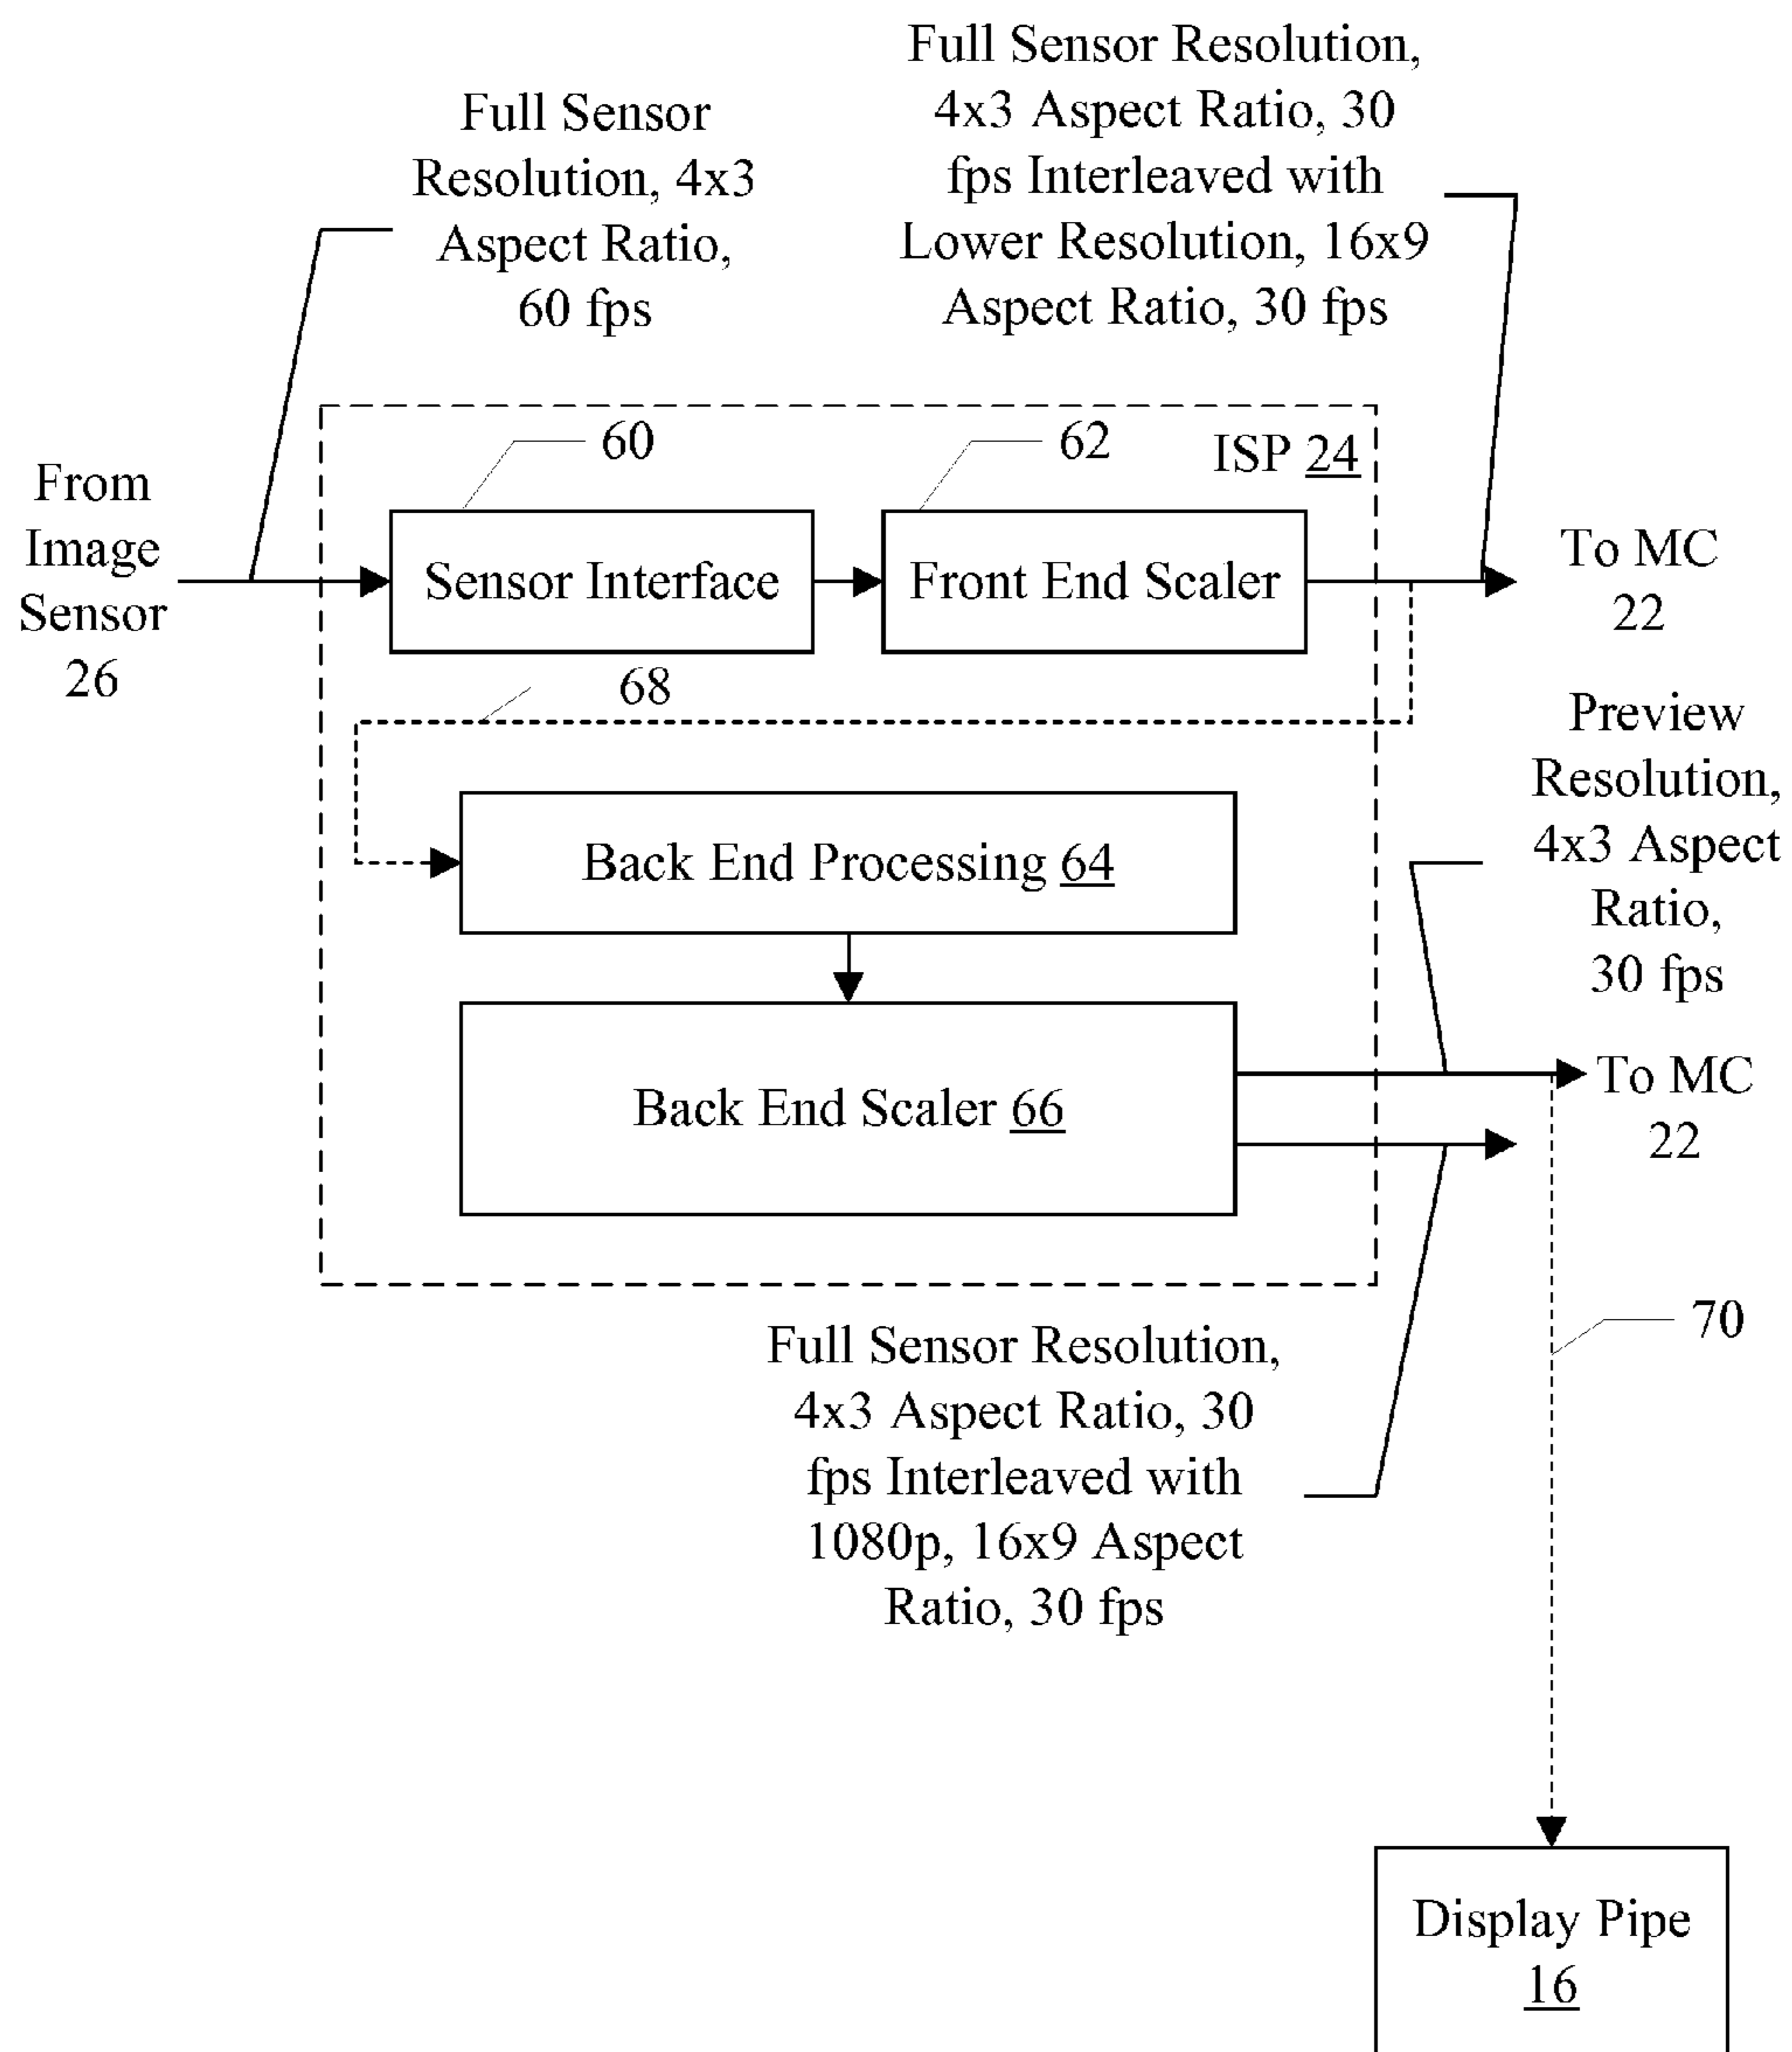 Full Sensor Resolution,
4x3 Aspect Ratio, 30
fps Interleaved with
Lower Resolution, 16x9
Aspect Ratio, 30 fps
Full Sensor
Resolution, 4x3
Aspect Ratio,
60 fps
From
Image
Sensor
26
60
62
ISP 24
Sensor Interface
Front End Scaler
To MC
22
68
Preview
Resolution,
4x3 Aspect
Ratio,
30 fps
Back End Processing 64
Back End Scaler 66
To MC
22
70
Full Sensor Resolution,
4x3 Aspect Ratio, 30
fps Interleaved with
1080p, 16x9 Aspect
Ratio, 30 fps
Display Pipe
16